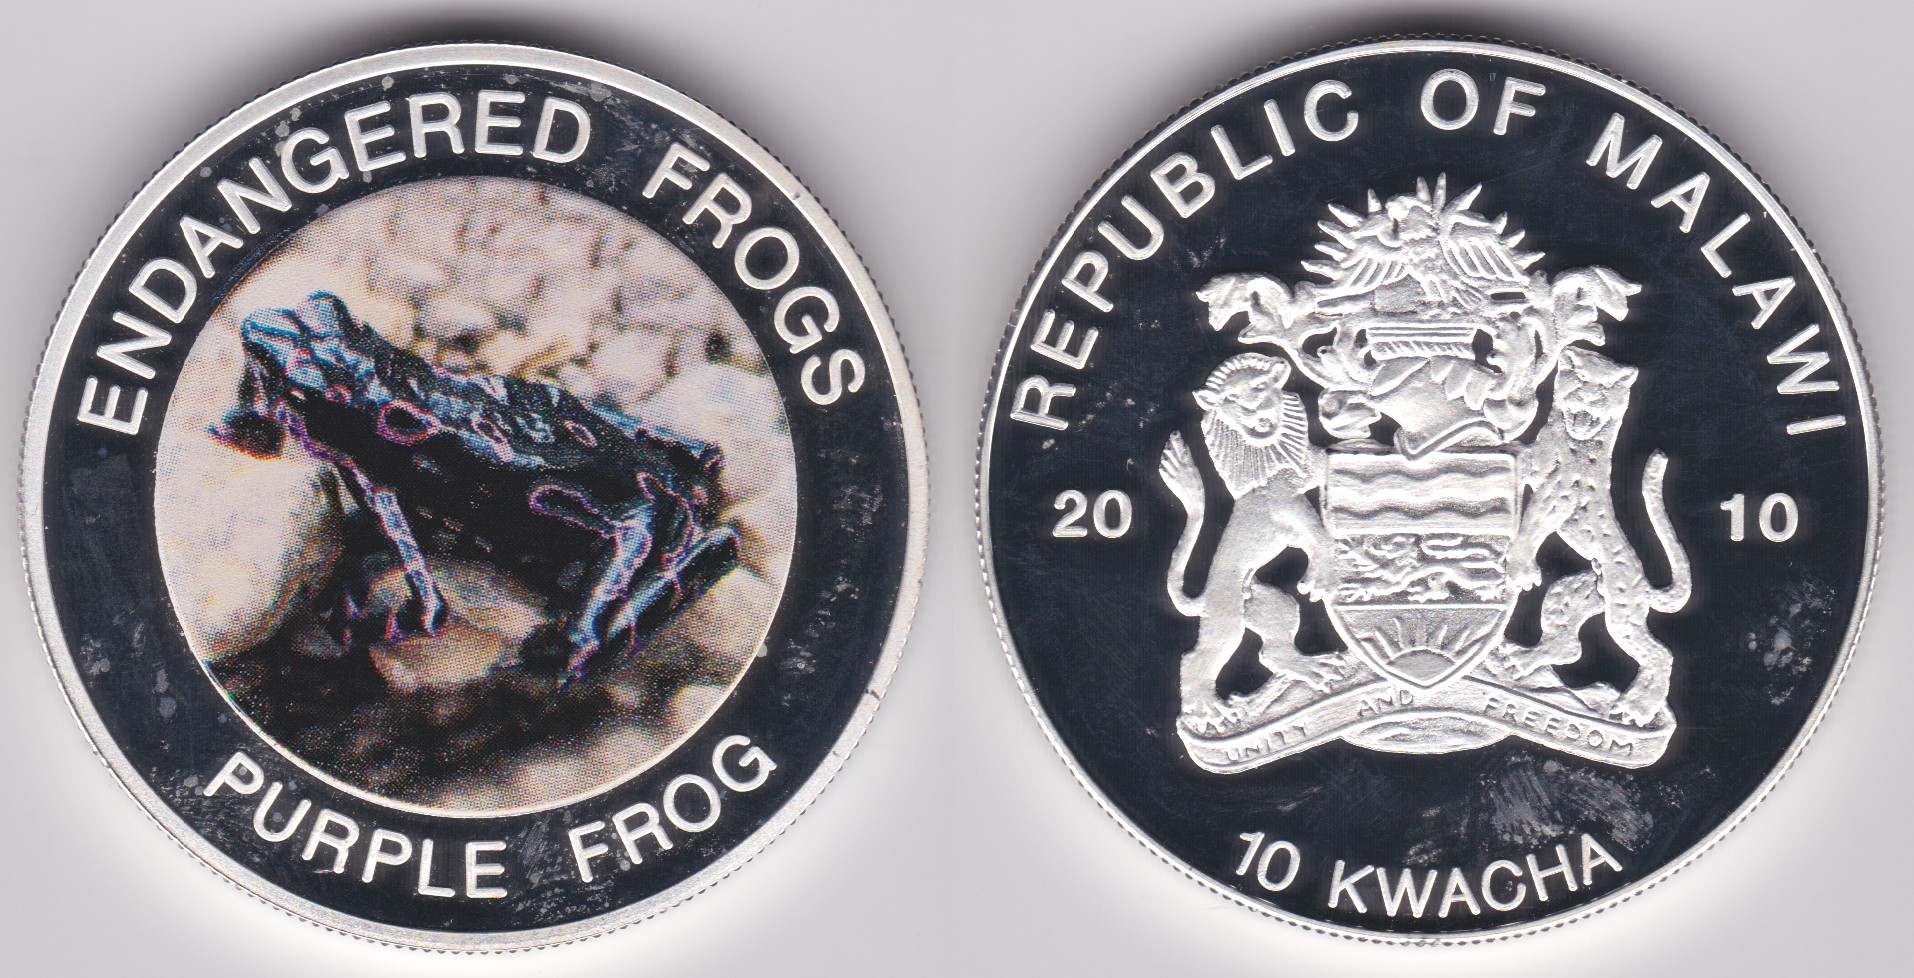 ENDANGERED FROGS
PURPLE FROG
REPUBLIC OF MALAWI
20 10
UNITY AND FREEDOM
10 KWACHA